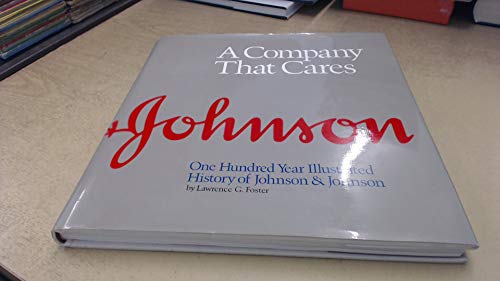 A Company
That Cares
Johnson
One Hundred Year Illustrated
History of Johnson & Johnson
by Lawrence G. Foster